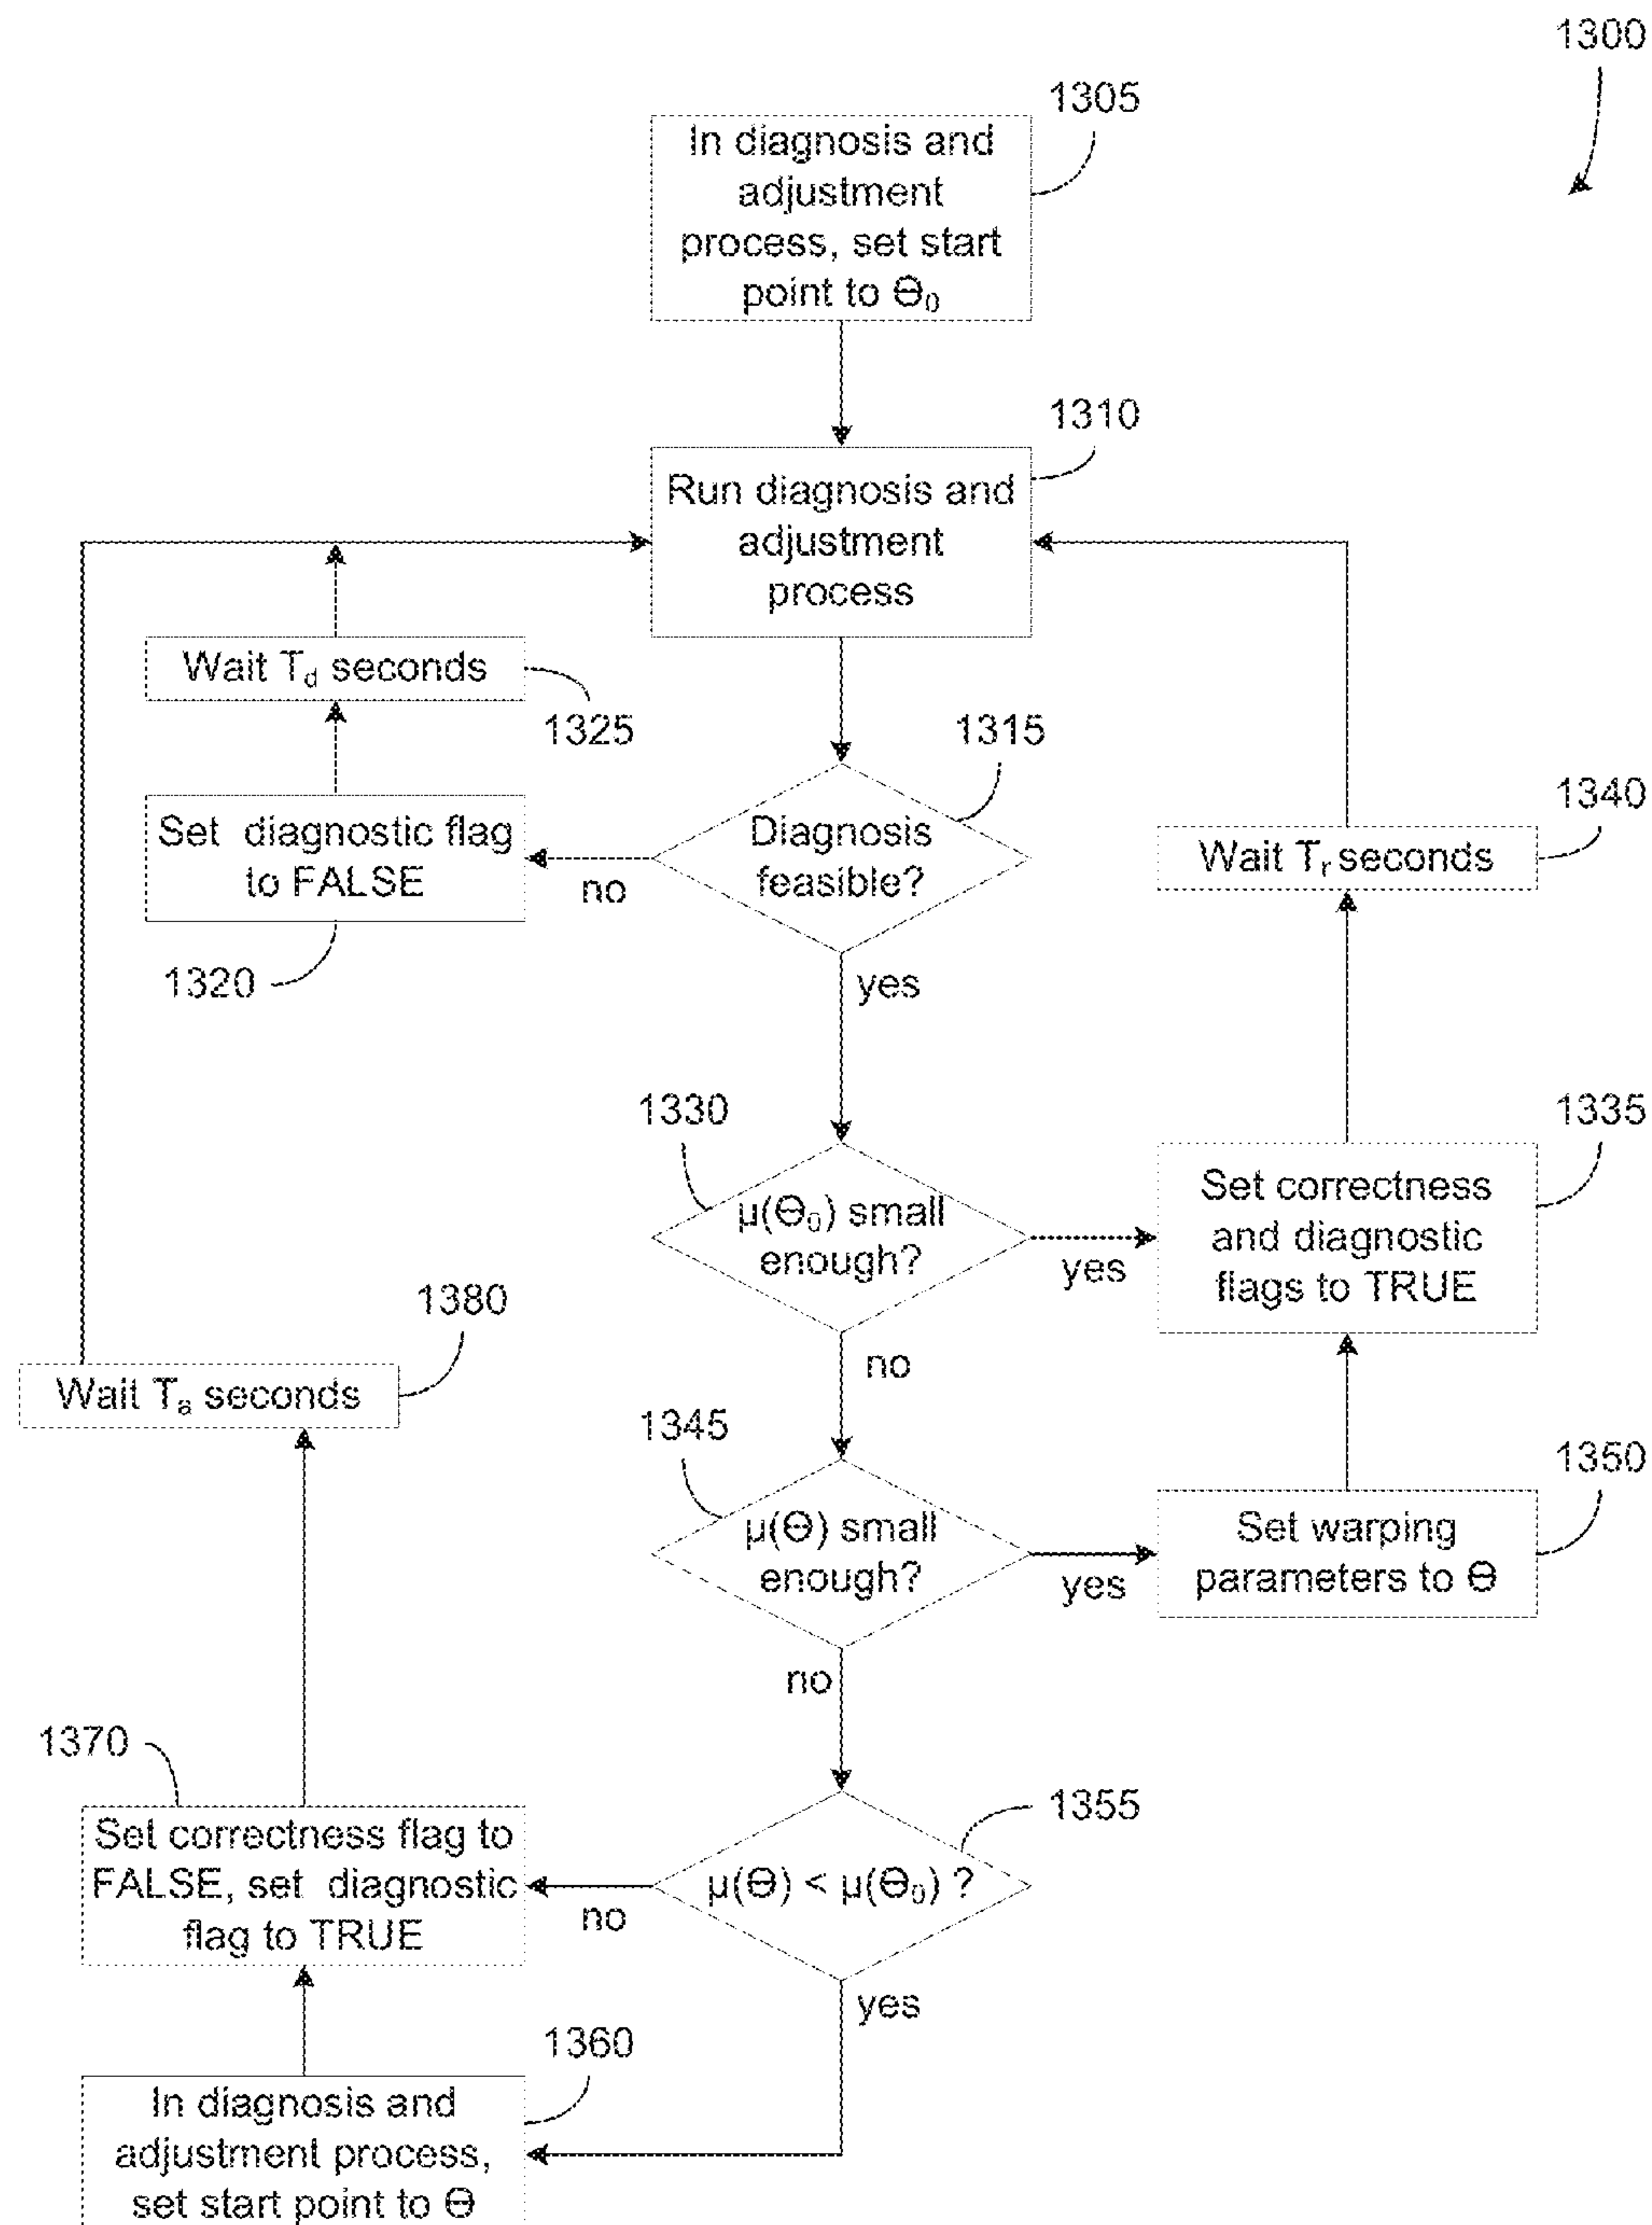 1300
1305
In diagnosis and
adjustment
process, set start
point to Θ₀
1310
Run diagnosis and
adjustment
process
Wait Td seconds
1325
1315
1340
Set diagnostic flag
to FALSE
no
Diagnosis
feasible?
Wait Tr seconds
1320
yes
1330
1335
μ(Θ₀) small
enough?
yes
Set correctness
and diagnostic
flags to TRUE
1380
no
Wait Ta seconds
1345
1350
μ(Θ) small
enough?
yes
Set warping
parameters to Θ
no
1370
1355
Set correctness flag to
FALSE, set diagnostic
flag to TRUE
no
μ(Θ) < μ(Θ₀) ?
yes
1360
In diagnosis and
adjustment process,
set start point to Θ